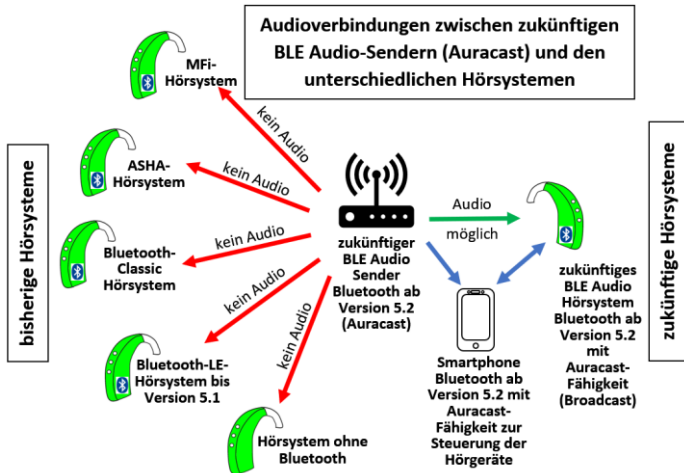 Audioverbindungen zwischen zukünftigen
BLE Audio-Sendern (Auracast) und den
unterschiedlichen Hörsystemen
bisherige Hörsysteme
MFi-
Hörsystem
kein Audio
ASHA-
Hörsystem
kein Audio
Bluetooth-
Classic
Hörsystem
kein Audio
Bluetooth-LE-
Hörsystem bis
Version 5.1
kein Audio
Hörsystem ohne
Bluetooth
kein Audio
zukünftiger
BLE Audio
Sender
Bluetooth ab
Version 5.2
(Auracast)
Audio
möglich
Smartphone
Bluetooth ab
Version 5.2 mit
Auracast-
Fähigkeit zur
Steuerung der
Hörgeräte
zukünftiges
BLE Audio
Hörsystem
Bluetooth ab
Version 5.2
mit
Auracast-
Fähigkeit
(Broadcast)
zukünftige Hörsysteme